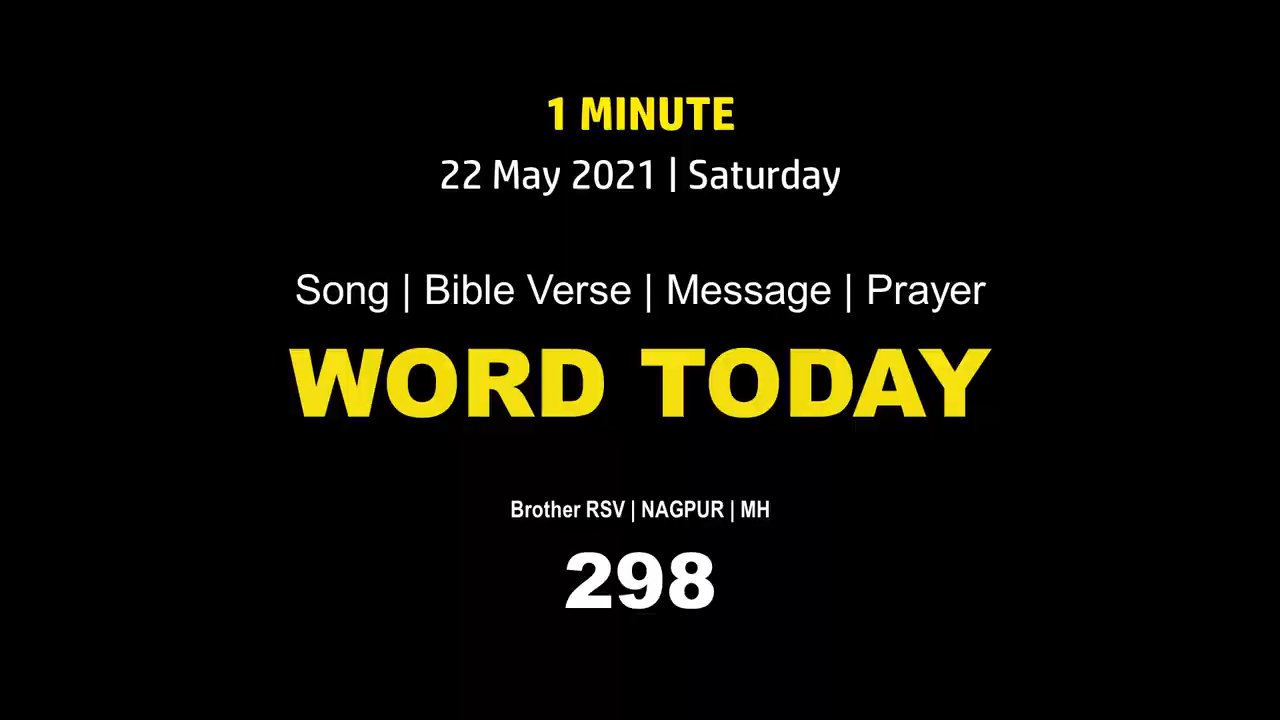 1 MINUTE
22 May 2021 | Saturday
Song | Bible Verse | Message | Prayer
WORD TODAY
Brother RSV | NAGPUR | MH
298